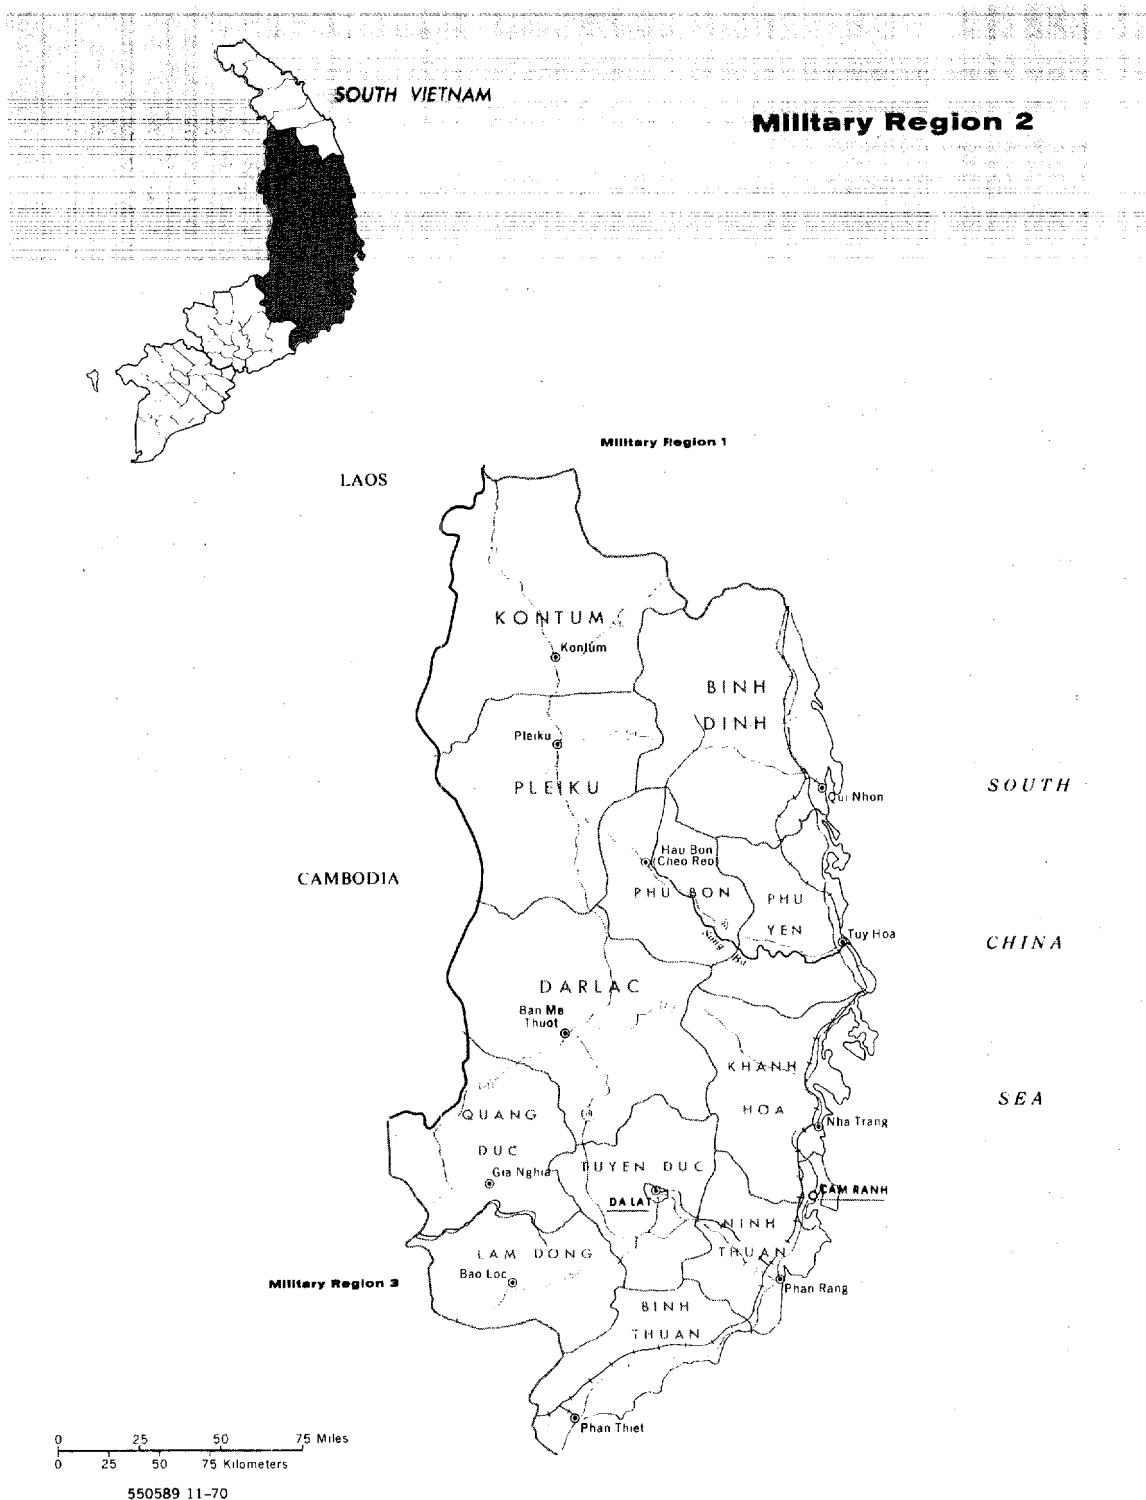 SOUTH VIETNAM
Military Region 2
Military Region 1
LAOS
KONTUM
Kontum
BINH
DINH
Pleiku
PLEIKU
SOUTH
Qui Nhon
Hau Bon
(Cheo Reo)
CAMBODIA
PHU BON
PHU
YEN
Tuy Hoa
CHINA
Song Ba
DARLAC
Ban Me
Thuot
KHANH
HOA
SEA
QUANG
DUC
Nha Trang
Gia Nghia
TUYEN DUC
DA LAT
CAM RANH
NINH
THUAN
LAM DONG
Bao Loc
Military Region 3
Phan Rang
BINH
THUAN
Phan Thiet
0 25 50 75 Miles
0 25 50 75 Kilometers
550589 11-70